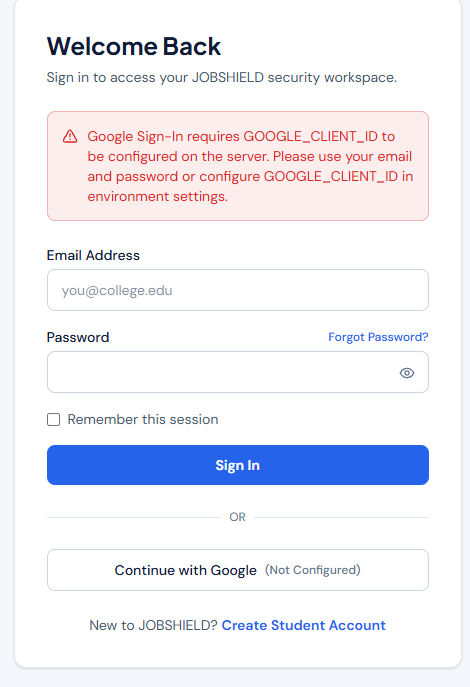 Welcome Back
Sign in to access your JOBSHIELD security workspace.
Google Sign-In requires GOOGLE_CLIENT_ID to
be configured on the server. Please use your email
and password or configure GOOGLE_CLIENT_ID in
environment settings.
Email Address
you@college.edu
Password
Forgot Password?
Remember this session
Sign In
OR
Continue with Google (Not Configured)
New to JOBSHIELD? Create Student Account